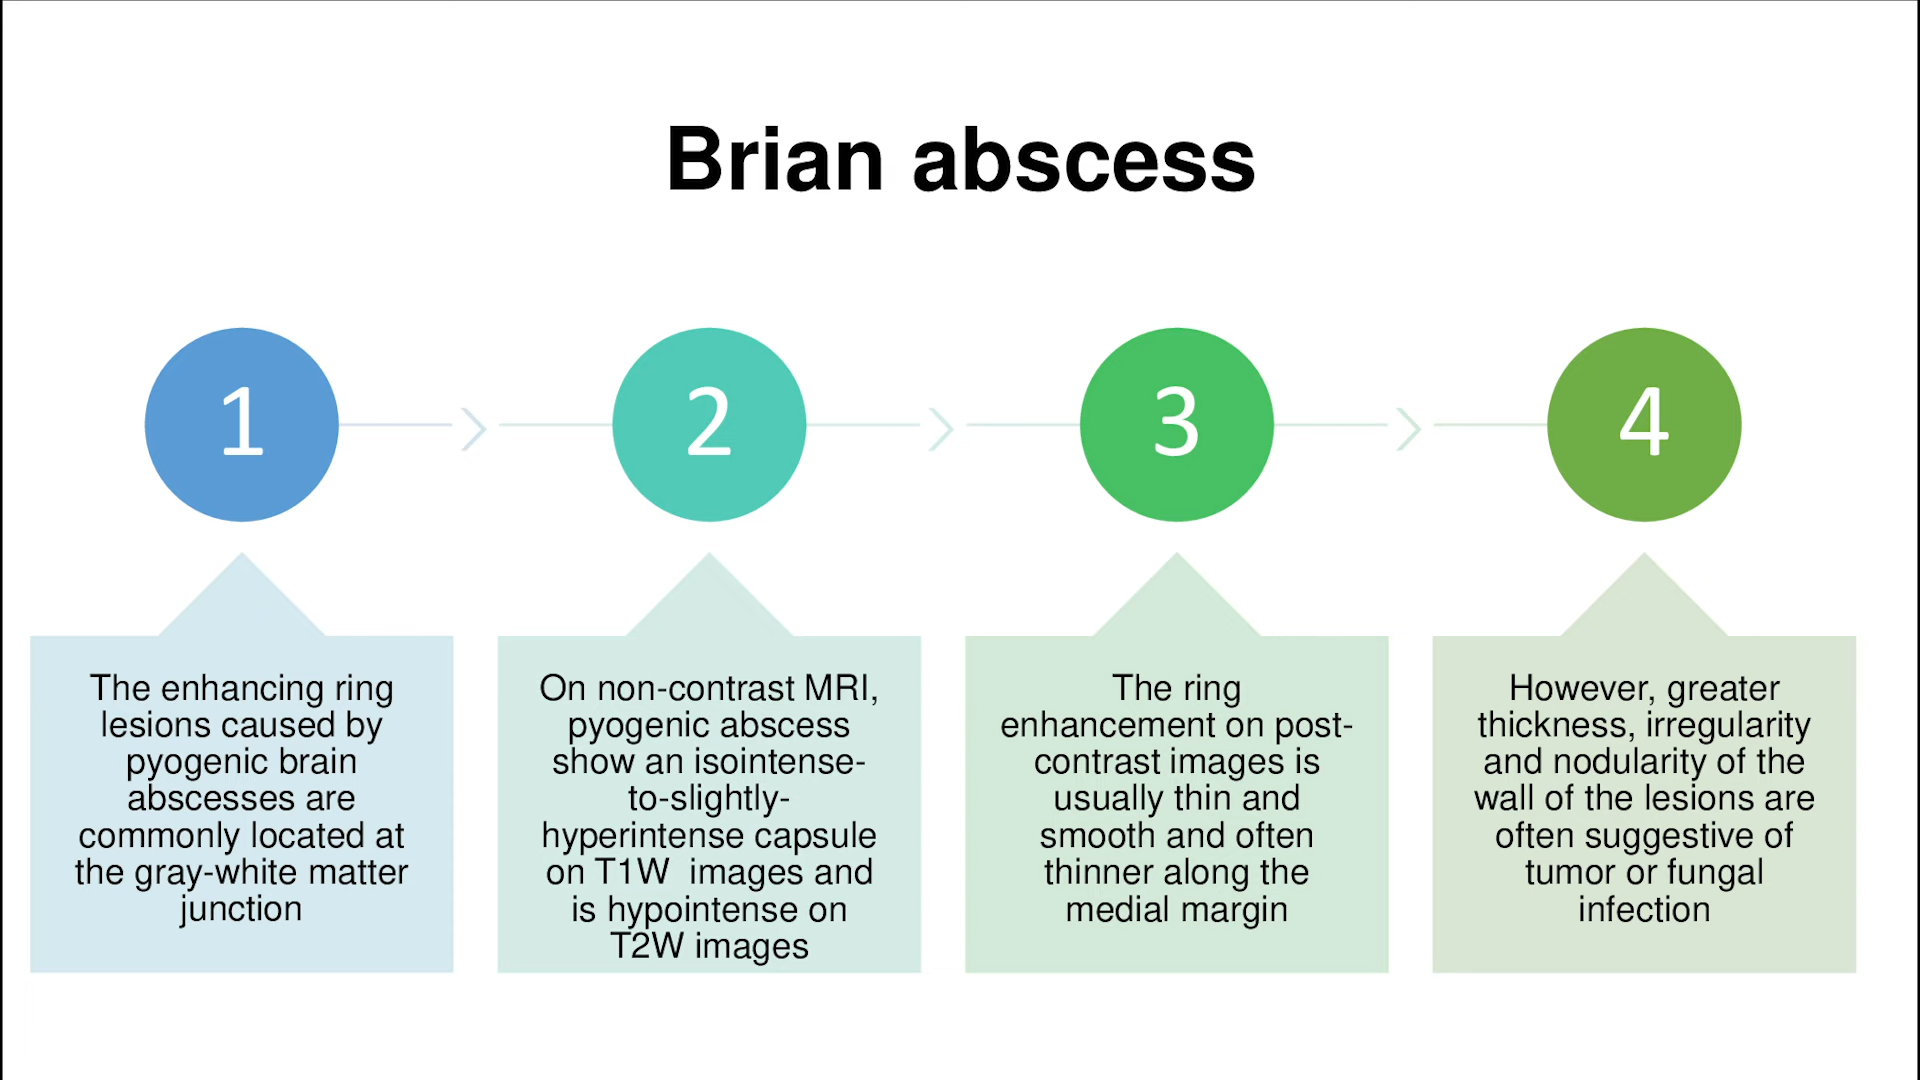 Brian abscess
1
2
3
4
The enhancing ring
lesions caused by
pyogenic brain
abscesses are
commonly located at
the gray-white matter
junction
On non-contrast MRI,
pyogenic abscess
show an isointense-
to-slightly-
hyperintense capsule
on T1W  images and
is hypointense on
T2W images
The ring
enhancement on post-
contrast images is
usually thin and
smooth and often
thinner along the
medial margin
However, greater
thickness, irregularity
and nodularity of the
wall of the lesions are
often suggestive of
tumor or fungal
infection